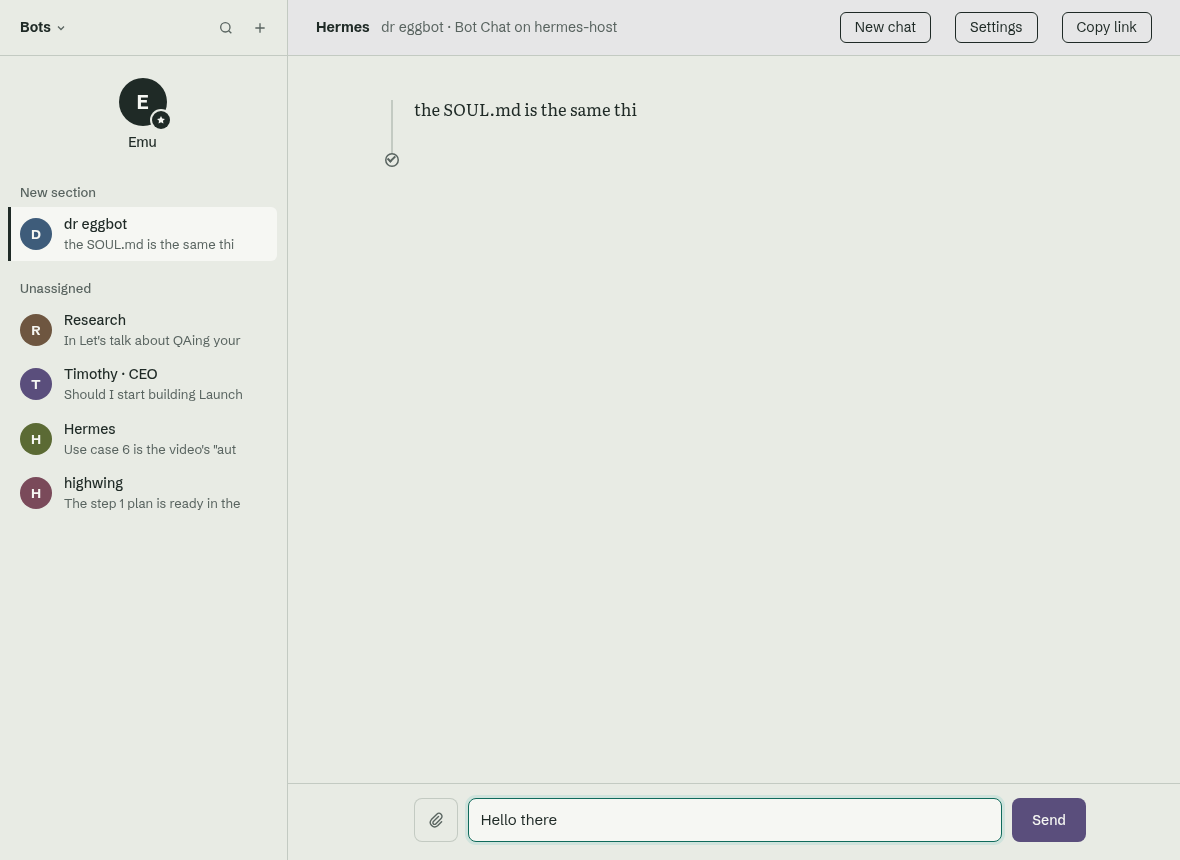 Bots
E
Emu
New section
D
dr eggbot
the SOUL.md is the same thi
Unassigned
R
Research
In Let's talk about QAing your
T
Timothy · CEO
Should I start building Launch
H
Hermes
Use case 6 is the video's "aut
H
highwing
The step 1 plan is ready in the
Hermes dr eggbot · Bot Chat on hermes-host
New chat
Settings
Copy link
the SOUL.md is the same thi
Hello there
Send